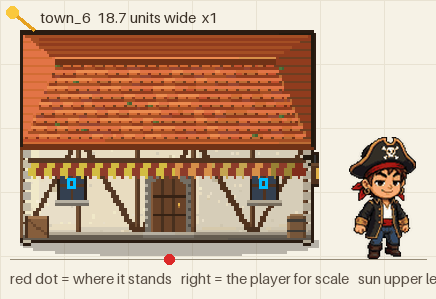 town_6 18.7 units wide x1
red dot = where it stands right = the player for scale sun upper le